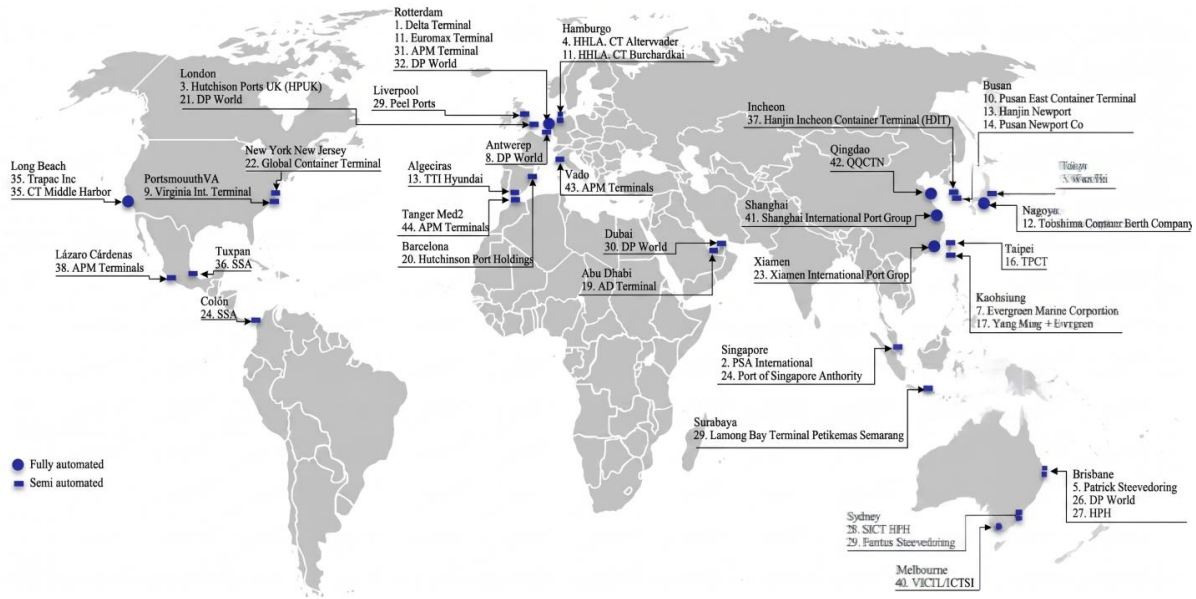 Rotterdam
1. Delta Terminal
11. Euromax Terminal
31. APM Terminal
32. DP World
Hamburgo
4. HHLA. CT Altervvader
11. HHLA. CT Burchardkai
London
3. Hutchison Ports UK (HPUK)
21. DP World
Liverpool
29. Peel Ports
Busan
10. Pusan East Container Terminal
13. Hanjin Newport
14. Pusan Newport Co
Incheon
37. Hanjin Incheon Container Terminal (HDIT)
Qingdao
42. QQCTN
New York New Jersey
22. Global Container Terminal
Antwerep
8. DP World
Algeciras
13. TTI Hyundai
Vado
43. APM Terminals
Long Beach
35. Trapac Inc
35. CT Middle Harbor
PortsmouuthVA
9. Virginia Int. Terminal
Shanghai
41. Shanghai International Port Group
Nagoya
12. Company
Tanger Med2
44. APM Terminals
Barcelona
20. Hutchinson Port Holdings
Dubai
30. DP World
Abu Dhabi
19. AD Terminal
Xiamen
23. Xiamen International Port Grop
Taipei
16. TPCT
Lázaro Cárdenas
38. APM Terminals
Tuxpan
36. SSA
Colón
24. SSA
Kaohsiung
7. Evergreen Marine Corportion
17. Yang Ming + Evrgreen
Singapore
2. PSA International
24. Port of Singapore Anthority
Surabaya
29. Lamong Bay Terminal Petikemas Semarang
Fully automated
Semi automated
Brisbane
5. Patrick Steevedoring
26. DP World
27. HPH
Sydney
28. SICT HPH
29. Steevedoring
Melbourne
40. VICTL/ICTSI